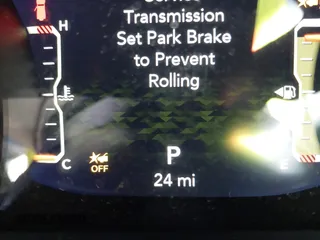 Service
Transmission
Set Park Brake
to Prevent
Rolling
H
C
E
OFF
P
24 mi